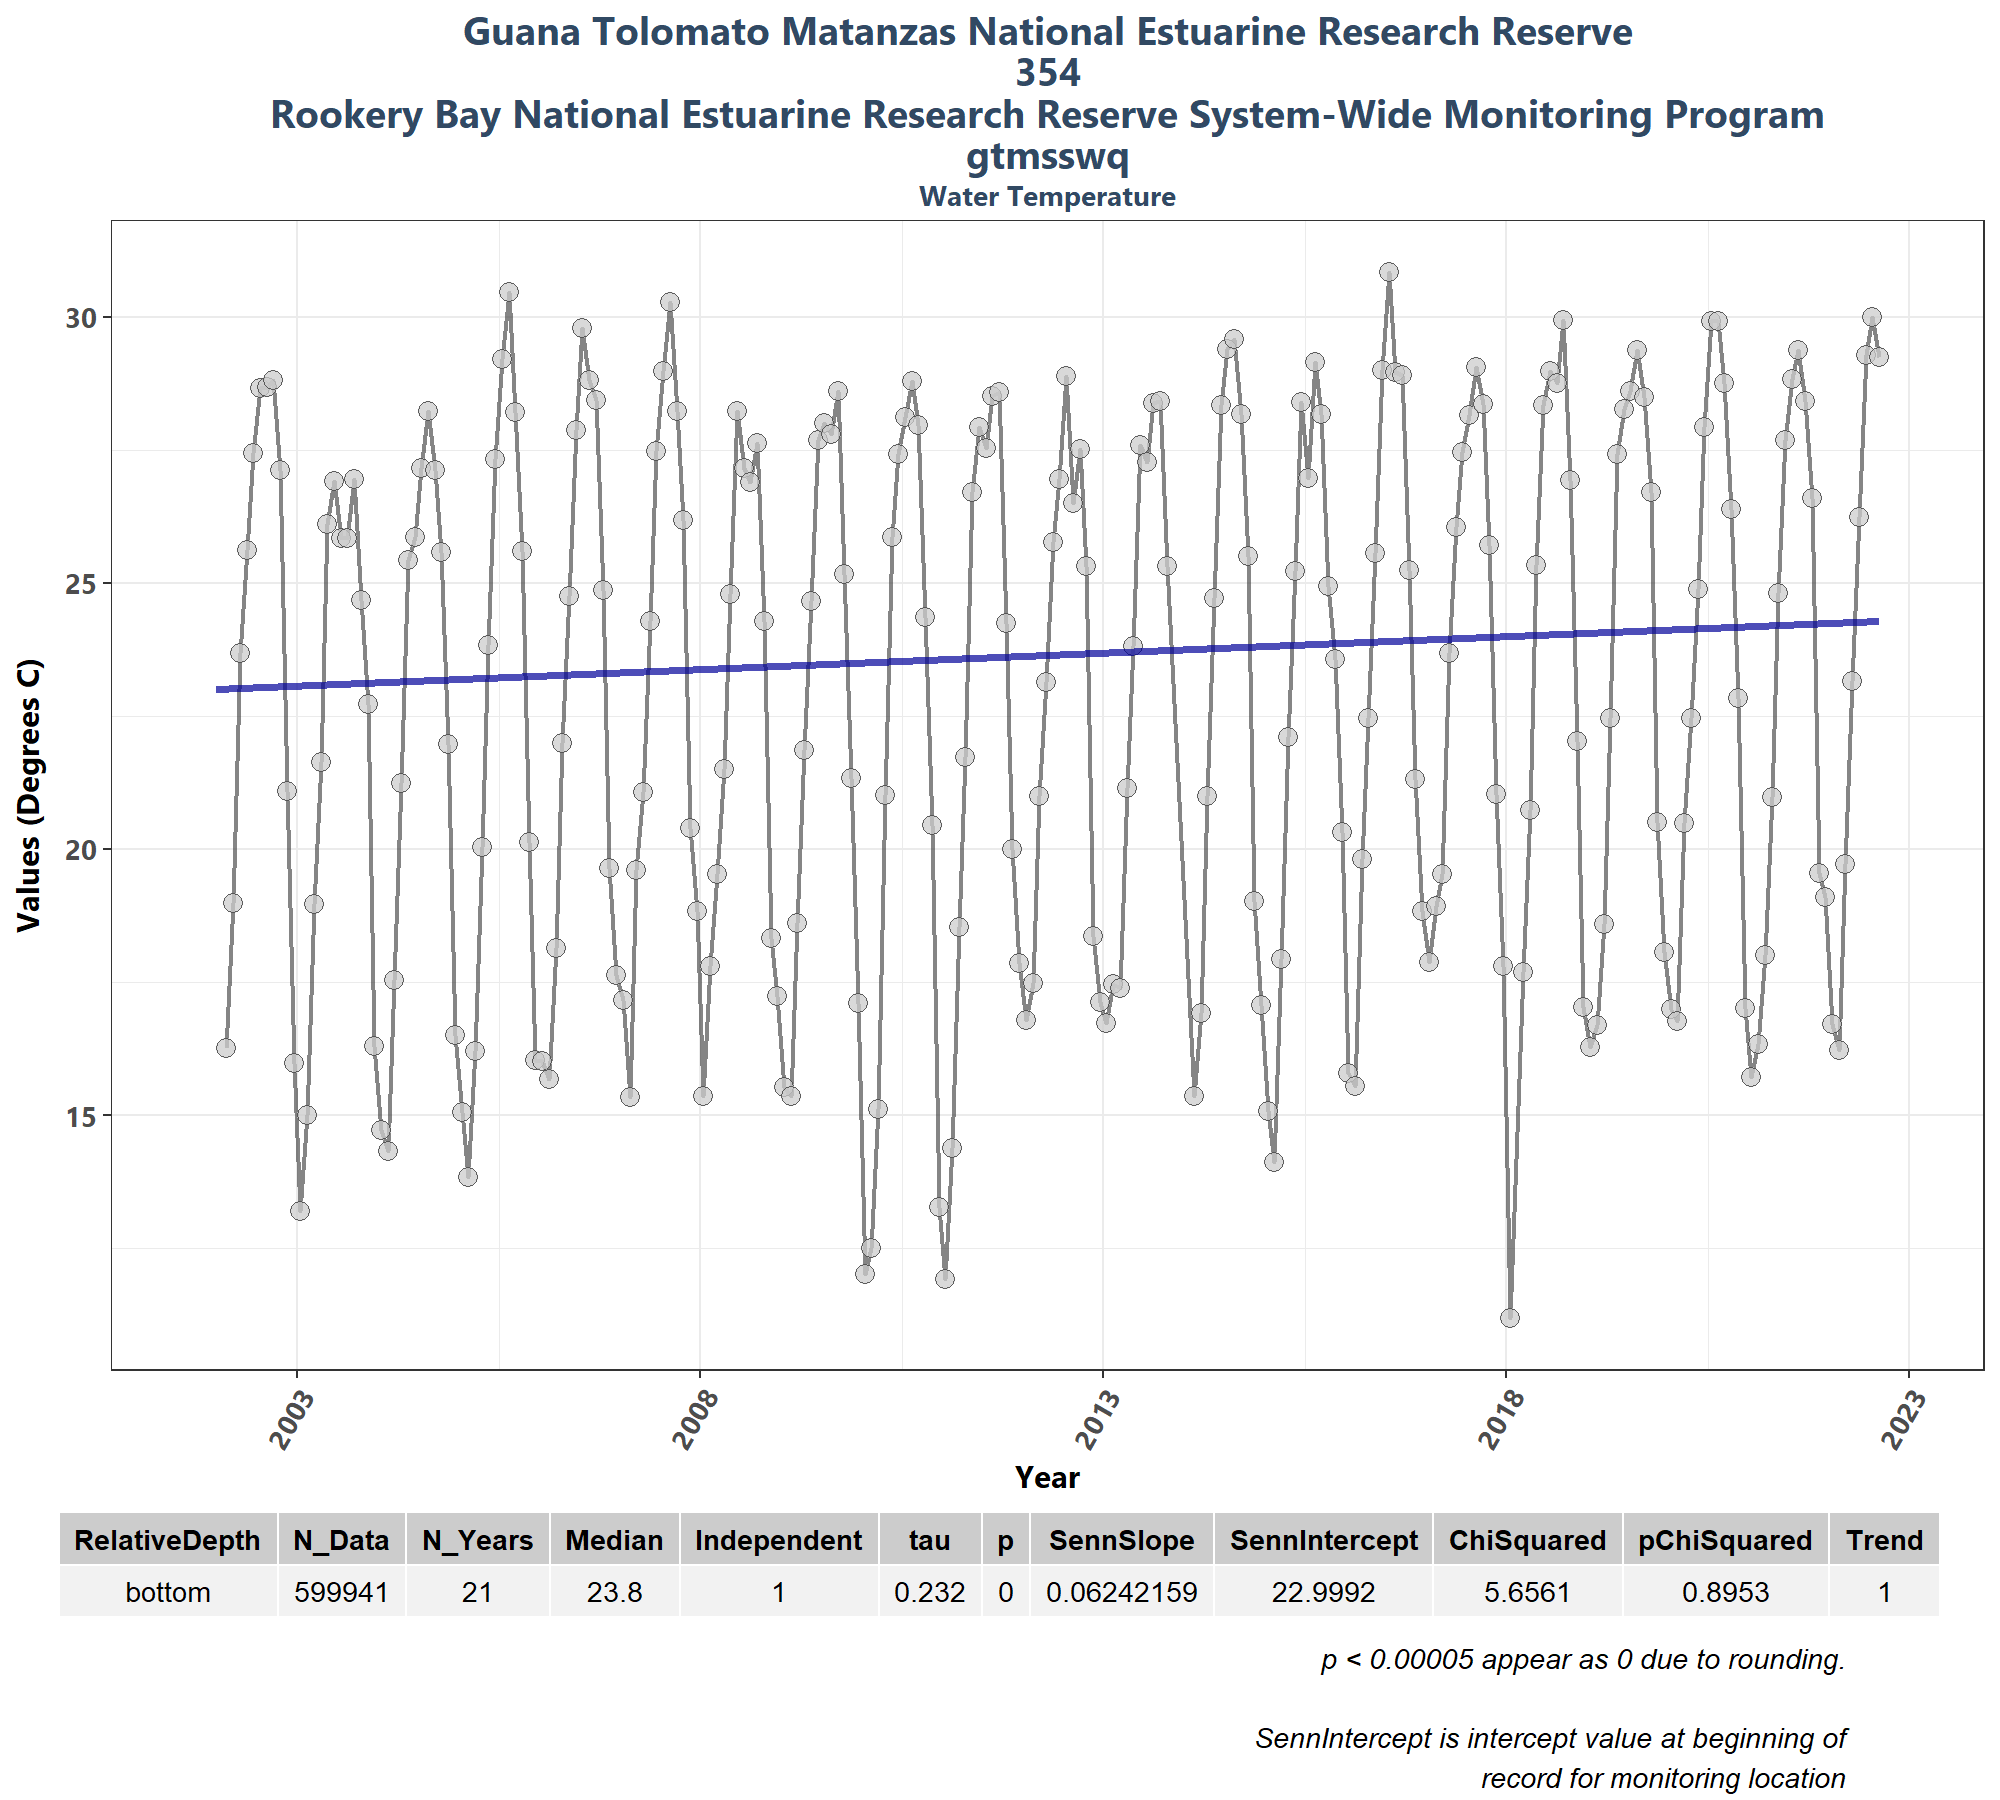 Guana Tolomato Matanzas National Estuarine Research Reserve
354
Rookery Bay National Estuarine Research Reserve System-Wide Monitoring Program
gtmsswq
Water Temperature
Values (Degrees C)
30
25
20
15
2003
2008
2013
2018
2023
Year
RelativeDepth N_Data N_Years Median Independent tau p SennSlope SennIntercept ChiSquared pChiSquared Trend
bottom 599941 21 23.8 1 0.232 0 0.06242159 22.9992 5.6561 0.8953 1
p < 0.00005 appear as 0 due to rounding.
SennIntercept is intercept value at beginning of
record for monitoring location